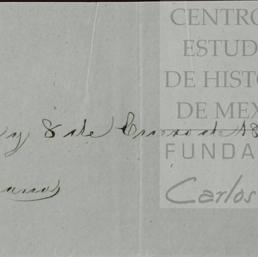 CENTRO
ESTUD
DE HISTO
DE MEX
FUNDA
Carlos
y 8 de Enero de 18